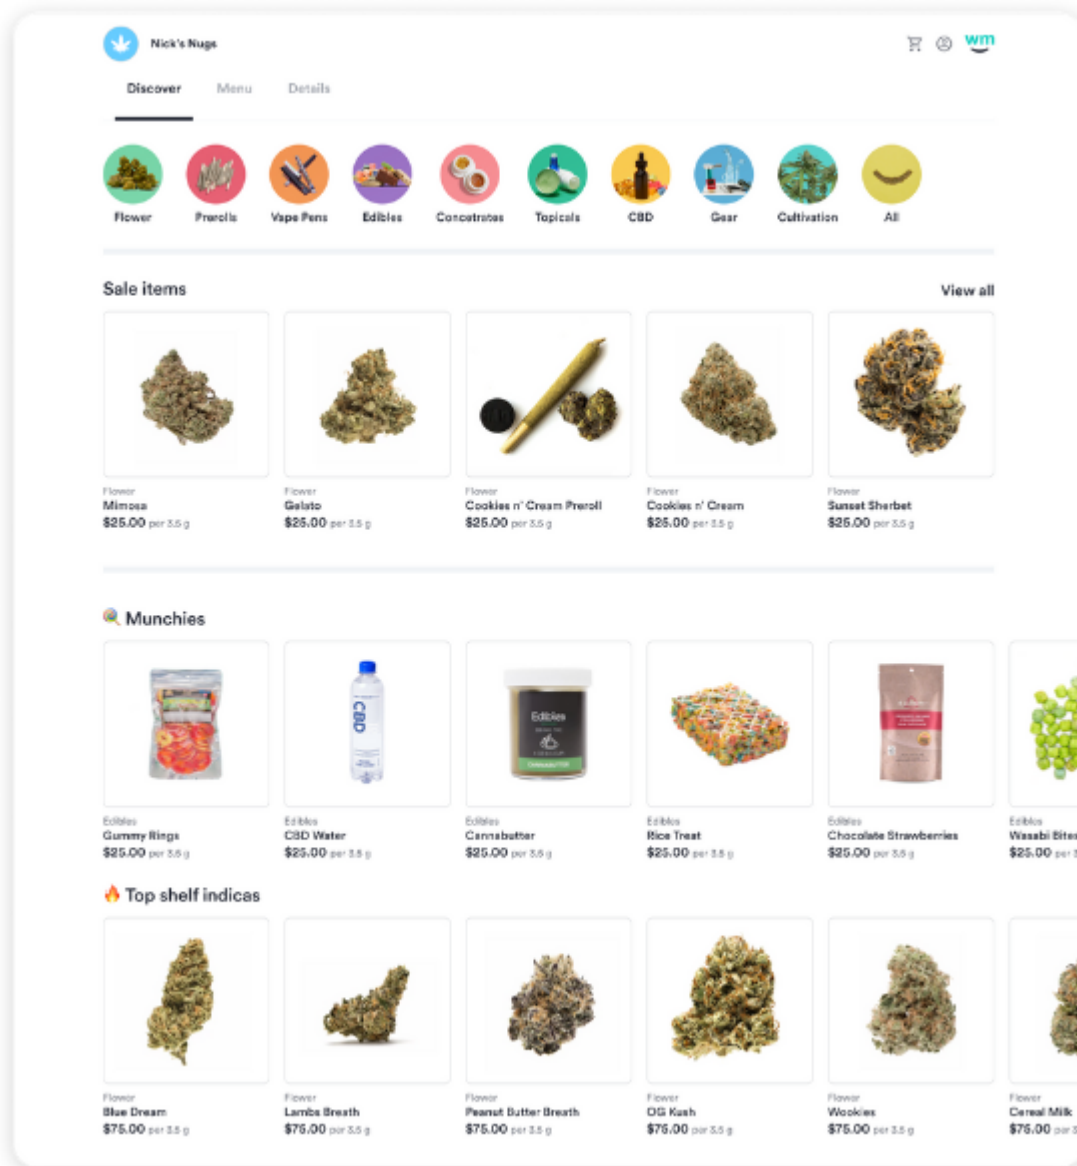 Nick's Nugs
wm
Discover Menu Details
Flower Prerolls Vape Pens Edibles Concetrates Topicals CBD Gear Cultivation All
Sale items View all
Flower Flower Flower Flower Flower
Mimosa Gelato Cookies n' Cream Preroll Cookies n' Cream Sunset Sherbet
$25.00 per 3.5 g $25.00 per 3.5 g $25.00 per 3.5 g $25.00 per 3.5 g $25.00 per 3.5 g
Munchies
CBD
Edibles
CANNABUTTER
Edibles Edibles Edibles Edibles Edibles Edibles
Gummy Rings CBD Water Cannabutter Rice Treat Chocolate Strawberries Wasabi Bites
$25.00 per 3.5 g $25.00 per 3.5 g $25.00 per 3.5 g $25.00 per 3.5 g $25.00 per 3.5 g $25.00 per 3
Top shelf indicas
Flower Flower Flower Flower Flower Flower
Blue Dream Lambs Breath Peanut Butter Breath OG Kush Wookies Cereal Milk
$75.00 per 3.5 g $75.00 per 3.5 g $75.00 per 3.5 g $75.00 per 3.5 g $75.00 per 3.5 g $75.00 per 3